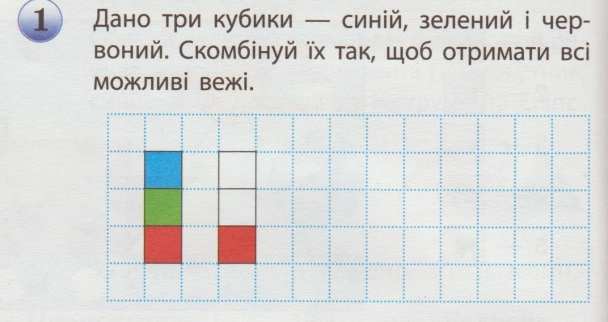 1 Дано три кубики — синій, зелений і чер-
воний. Скомбінуй їх так, щоб отримати всі
можливі вежі.